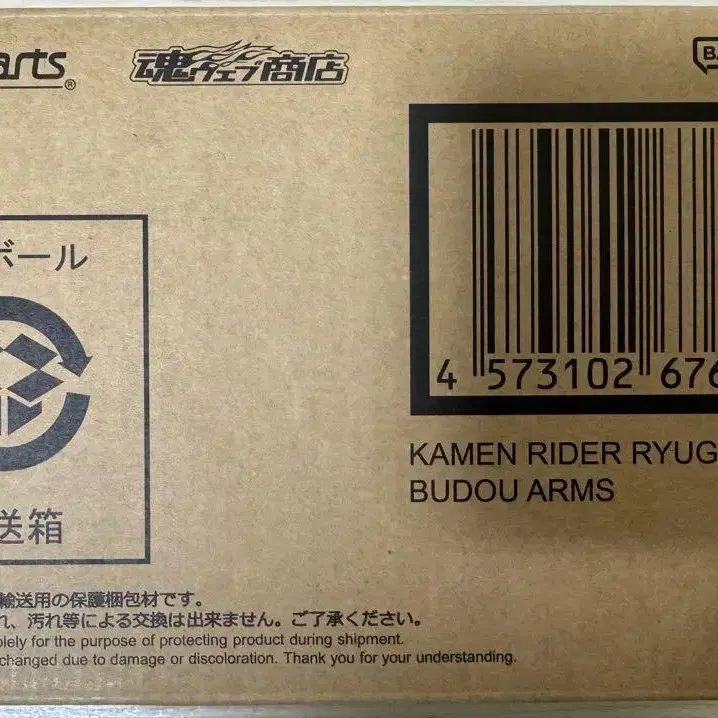 arts®
魂ウェブ商店
BA
4 573102 676
KAMEN RIDER RYUG
BUDOU ARMS
ボール
送箱
輸送用の保護梱包材です。
れ、汚れ等による交換は出来ません。ご了承ください。
olely for the purpose of protecting product during shipment.
changed due to damage or discoloration. Thank you for your understanding.